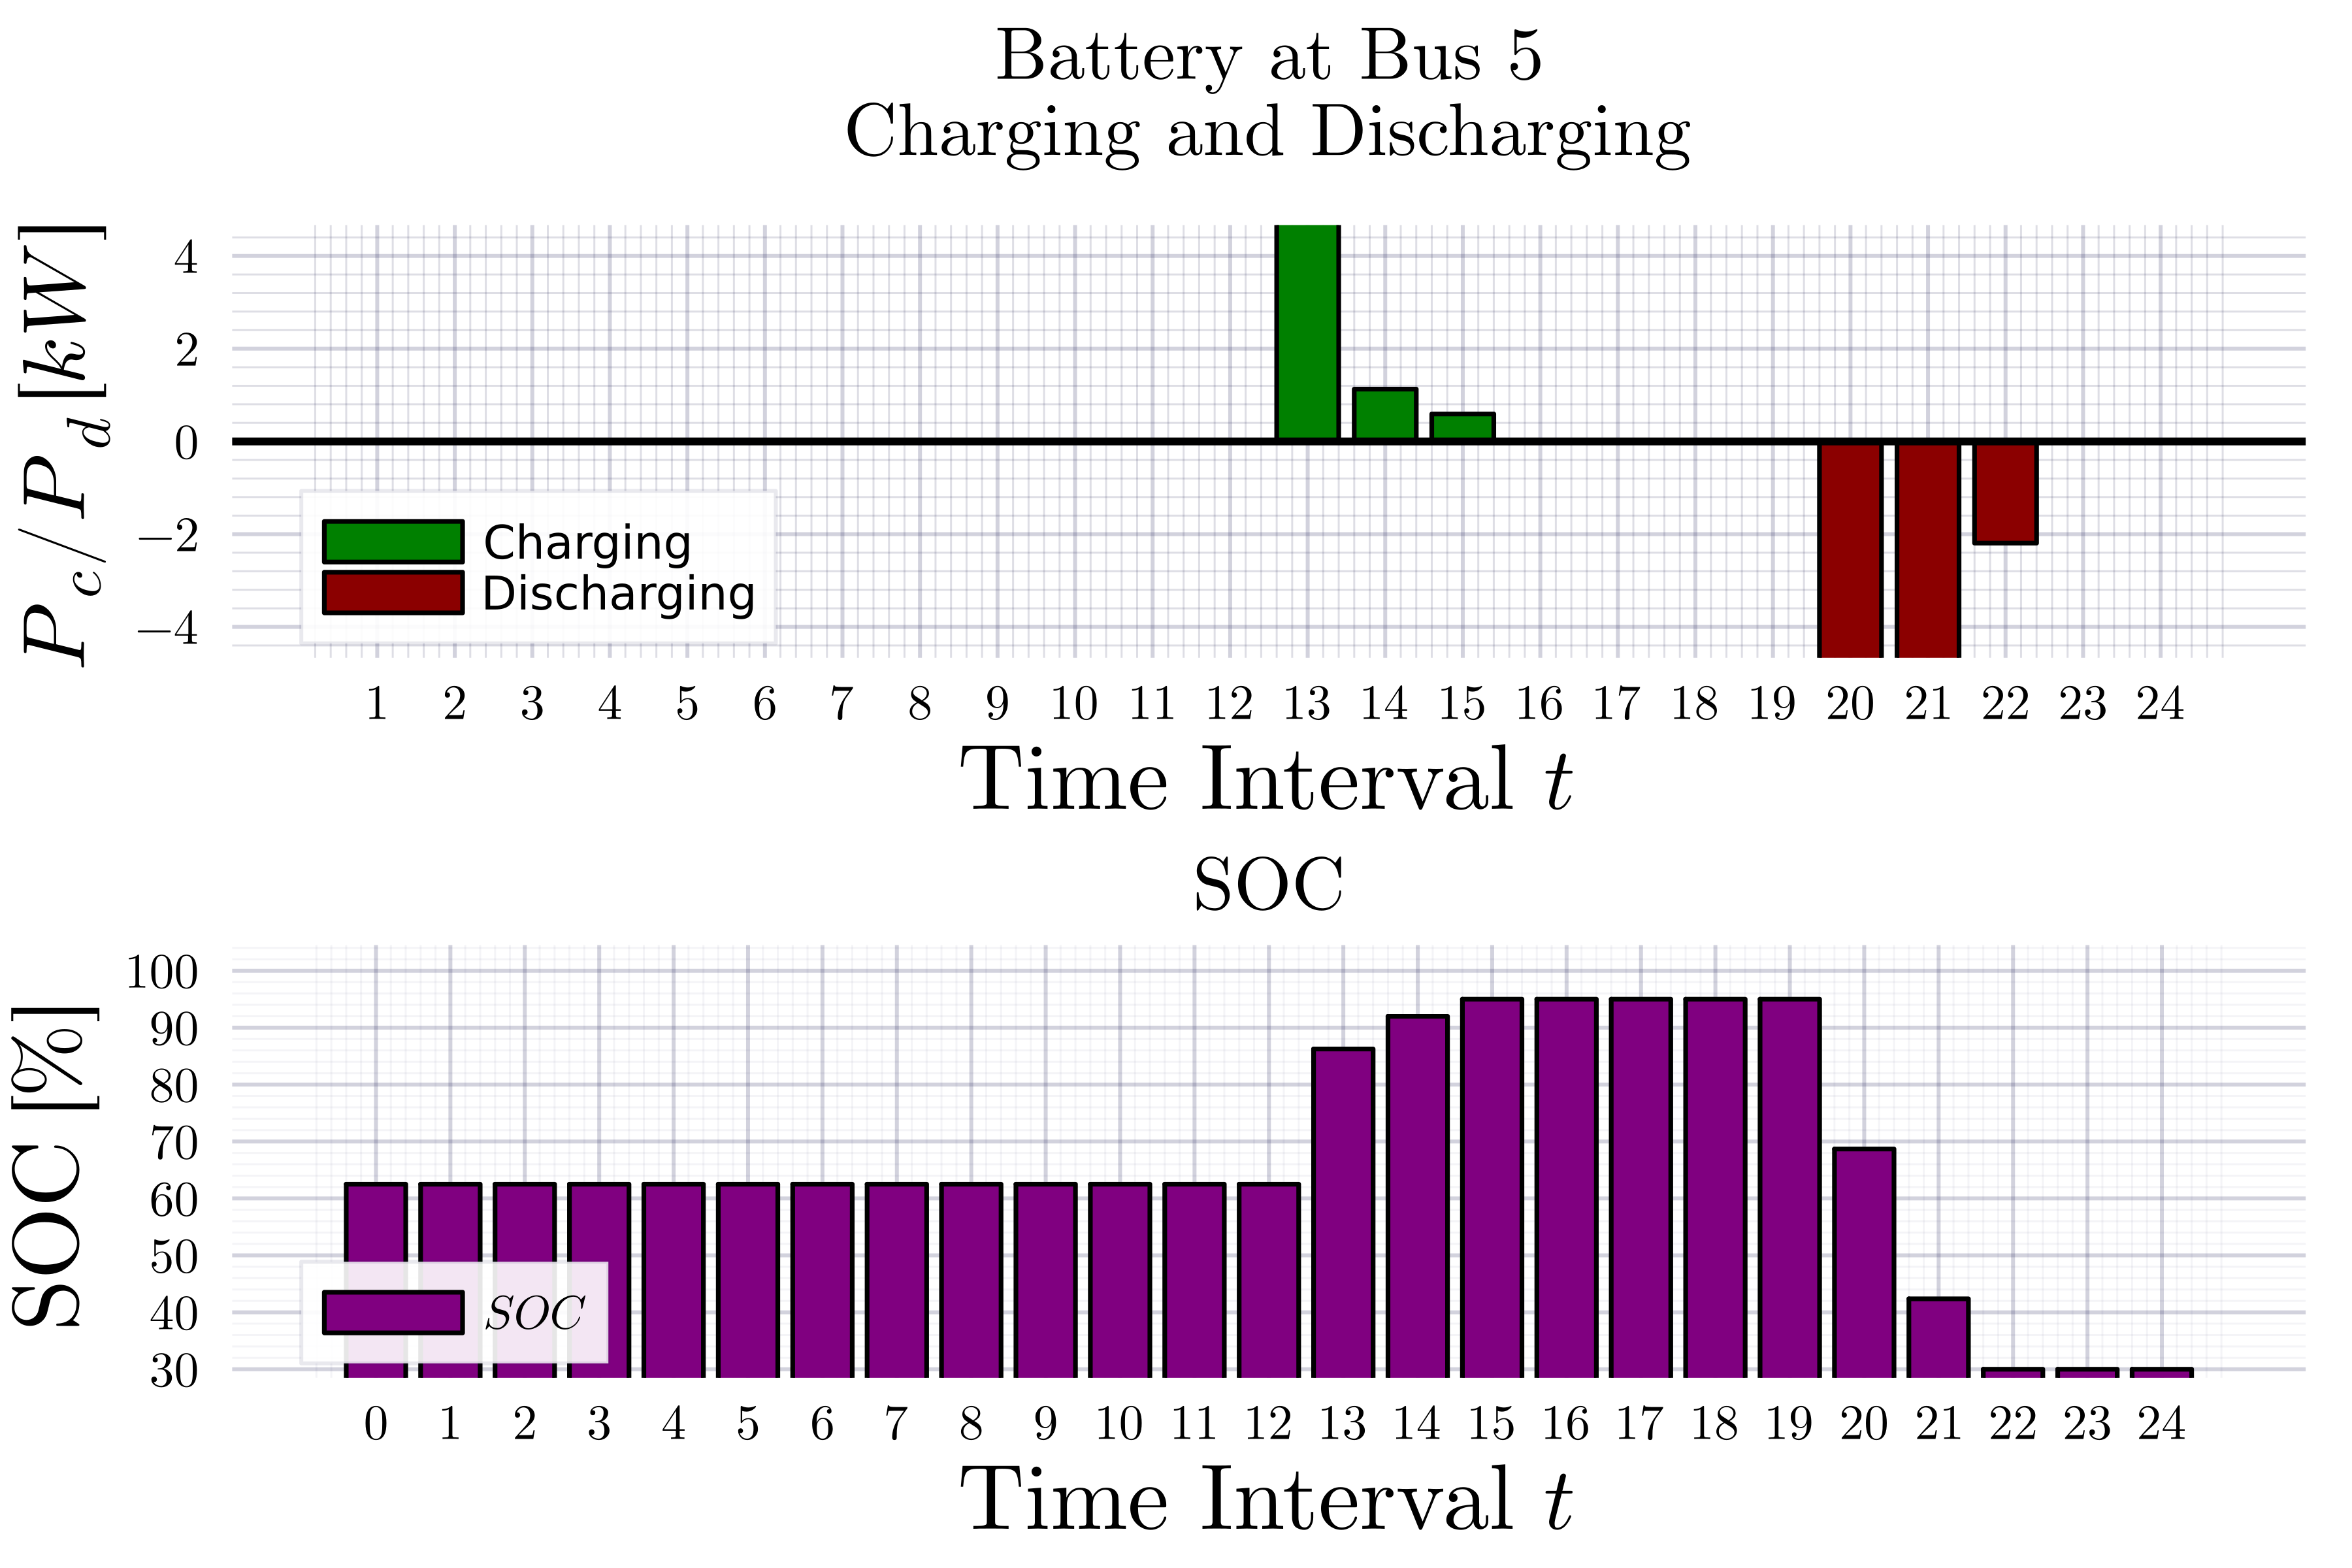 Battery at Bus 5
Charging and Discharging
P_c/P_d [kW]
4
2
0
−2
−4
Charging
Discharging
1 2 3 4 5 6 7 8 9 10 11 12 13 14 15 16 17 18 19 20 21 22 23 24
Time Interval t
SOC
SOC [%]
100
90
80
70
60
50
40
30
SOC
0 1 2 3 4 5 6 7 8 9 10 11 12 13 14 15 16 17 18 19 20 21 22 23 24
Time Interval t